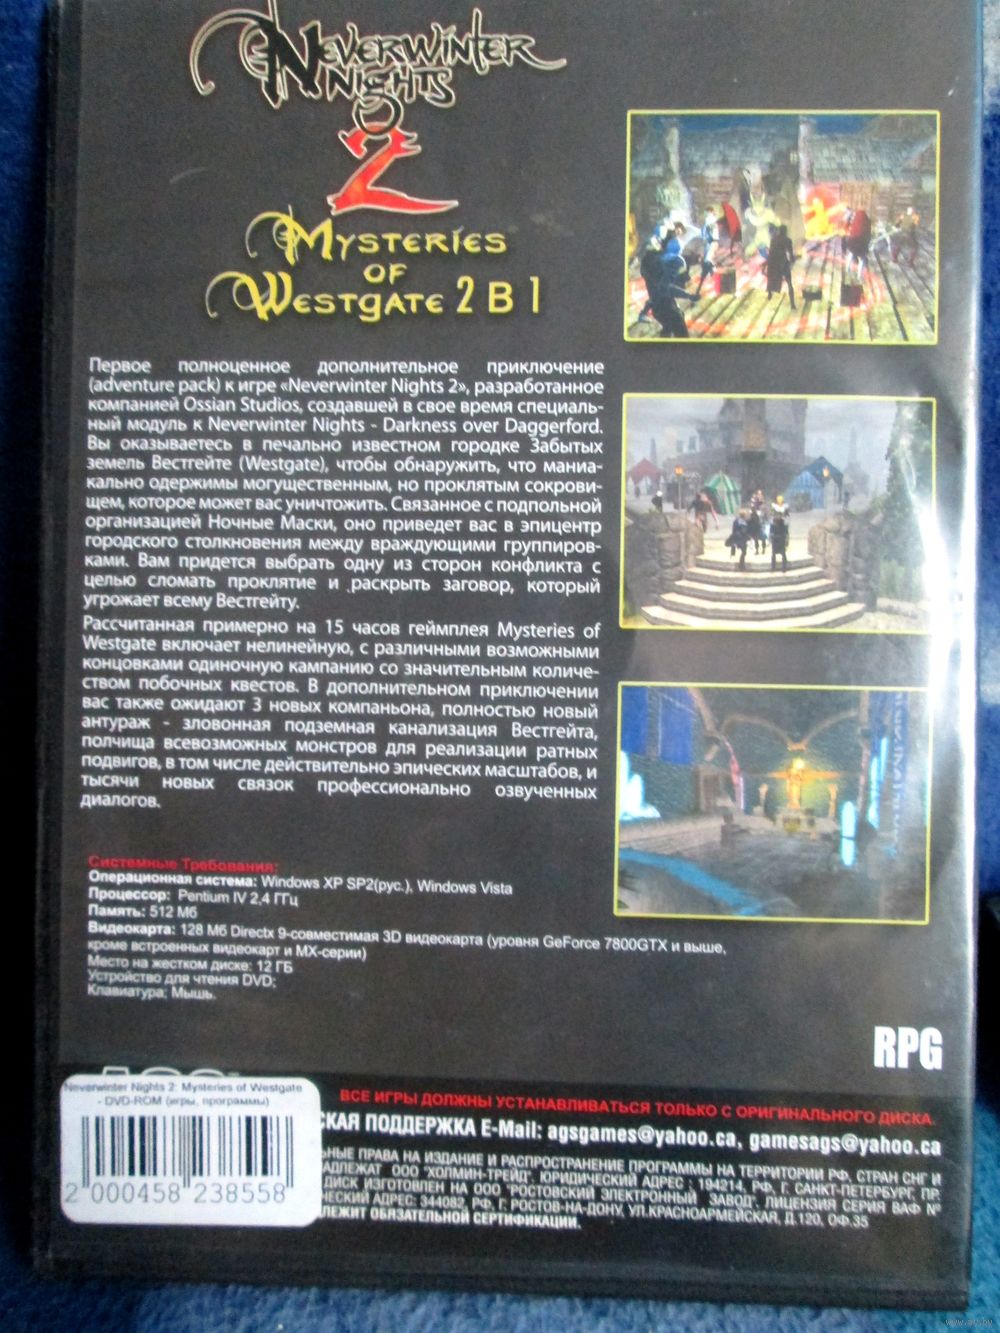 NEVERWINTER
NIGHTS
2
MYSTERIES
OF
WESTGATE 2 В 1
Первое полноценное дополнительное приключение
(adventure pack) к игре «Neverwinter Nights 2», разработанное
компанией Ossian Studios, создавшей в свое время специаль-
ный модуль к Neverwinter Nights - Darkness over Daggerford.
Вы оказываетесь в печально известном городке Забытых
земель Вестгейте (Westgate), чтобы обнаружить, что маниа-
кально одержимы могущественным, но проклятым сокрови-
щем, которое может вас уничтожить. Связанное с подпольной
организацией Ночные Маски, оно приведет вас в эпицентр
городского столкновения между враждующими группиров-
ками. Вам придется выбрать одну из сторон конфликта с
целью сломать проклятие и раскрыть заговор, который
угрожает всему Вестгейту.
Рассчитанная примерно на 15 часов геймплея Mysteries of
Westgate включает нелинейную, с различными возможными
концовками одиночную кампанию со значительным количе-
ством побочных квестов. В дополнительном приключении
вас также ожидают 3 новых компаньона, полностью новый
антураж - зловонная подземная канализация Вестгейта,
полчища всевозможных монстров для реализации ратных
подвигов, в том числе действительно эпических масштабов, и
тысячи новых связок профессионально озвученных
диалогов.
Системные Требования:
Операционная система: Windows XP SP2(рус.), Windows Vista
Процессор: Pentium IV 2,4 ГГц
Память: 512 Мб
Видеокарта: 128 Мб Directx 9-совместимая 3D видеокарта (уровня GeForce 7800GTX и выше,
кроме встроенных видеокарт и MX-серии)
Место на жестком диске: 12 ГБ
Устройство для чтения DVD;
Клавиатура; Мышь.
RPG
Neverwinter Nights 2: Mysteries of Westgate
- DVD-ROM (игры, программы)
2 000458 238558
ВСЕ ИГРЫ ДОЛЖНЫ УСТАНАВЛИВАТЬСЯ ТОЛЬКО С ОРИГИНАЛЬНОГО ДИСКА.
СКАЯ ПОДДЕРЖКА E-Mail: agsgames@yahoo.ca, gamesags@yahoo.ca
ЬНЫЕ ПРАВА НА ИЗДАНИЕ И РАСПРОСТРАНЕНИЕ ПРОГРАММЫ НА ТЕРРИТОРИИ РФ, СТРАН СНГ И
АДЛЕЖАТ ООО "ХОЛМИН-ТРЕЙД". ЮРИДИЧЕСКИЙ АДРЕС : 194214, РФ, Г. САНКТ-ПЕТЕРБУРГ, ПР.
ДИСК ИЗГОТОВЛЕН НА ООО "РОСТОВСКИЙ ЭЛЕКТРОННЫЙ ЗАВОД". ЛИЦЕНЗИЯ СЕРИЯ ВАФ №
ЧЕСКИЙ АДРЕС: 344082, РФ, Г. РОСТОВ-НА-ДОНУ, УЛ.КРАСНОАРМЕЙСКАЯ, Д.120, ОФ.35
ЛЕЖИТ ОБЯЗАТЕЛЬНОЙ СЕРТИФИКАЦИИ.
www.ay.by